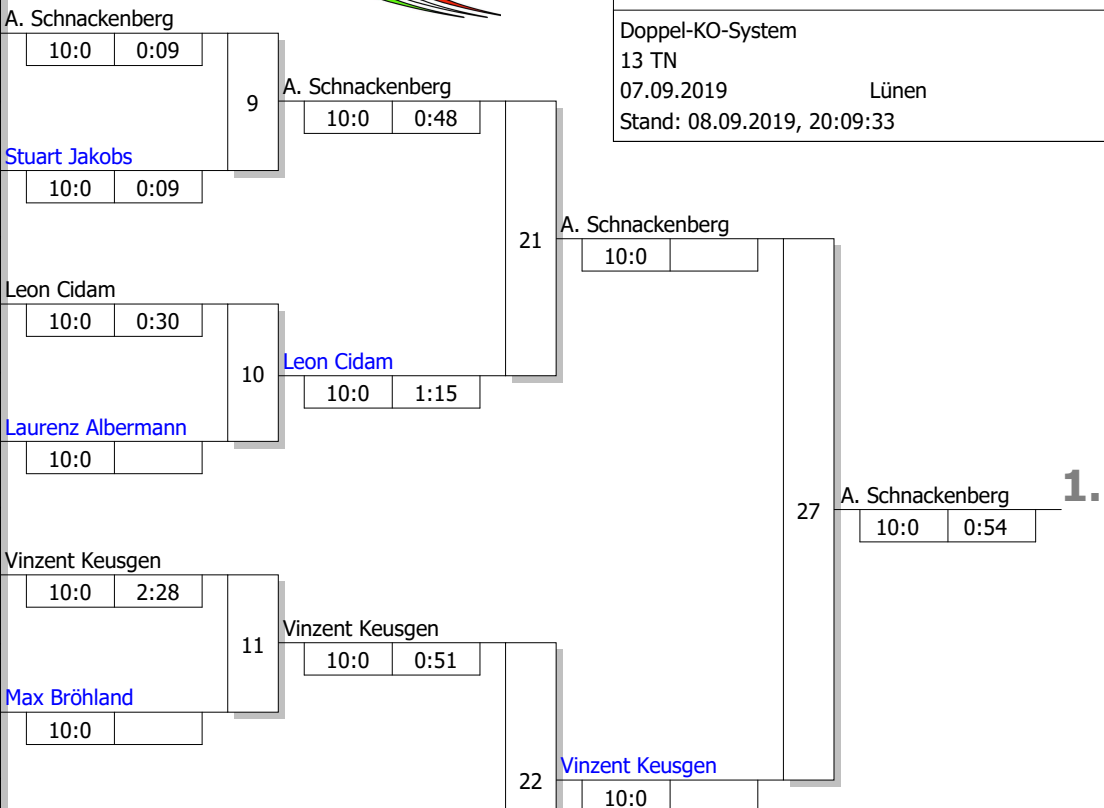 A. Schnackenberg
10:0 0:09
Doppel-KO-System
13 TN
07.09.2019 Lünen
Stand: 08.09.2019, 20:09:33
9
A. Schnackenberg
10:0 0:48
Stuart Jakobs
10:0 0:09
21
A. Schnackenberg
10:0
Leon Cidam
10:0 0:30
10
Leon Cidam
10:0 1:15
Laurenz Albermann
10:0
27
A. Schnackenberg 1.
10:0 0:54
Vinzent Keusgen
10:0 2:28
11
Vinzent Keusgen
10:0 0:51
Max Bröhland
10:0
22
Vinzent Keusgen
10:0